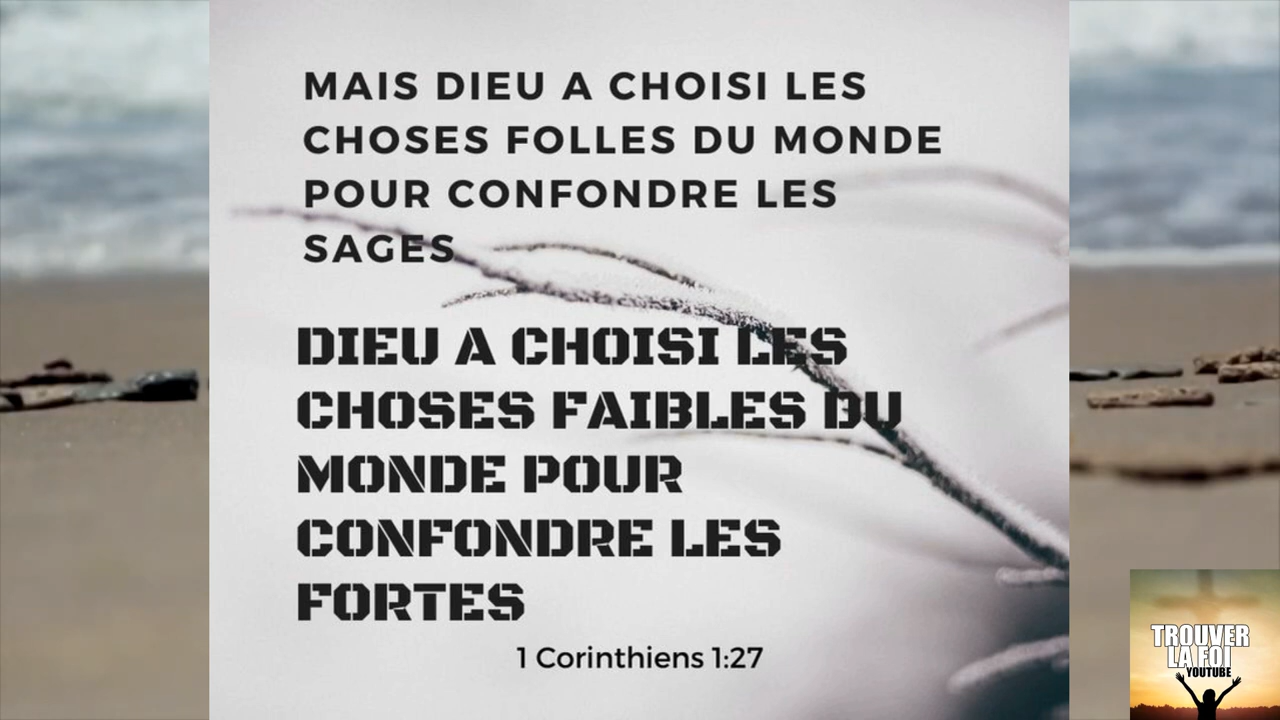 MAIS DIEU A CHOISI LES
CHOSES FOLLES DU MONDE
POUR CONFONDRE LES
SAGES
DIEU A CHOISI LES
CHOSES FAIBLES DU
MONDE POUR
CONFONDRE LES
FORTES
1 Corinthiens 1:27
TROUVER
LA FOI
YOUTUBE